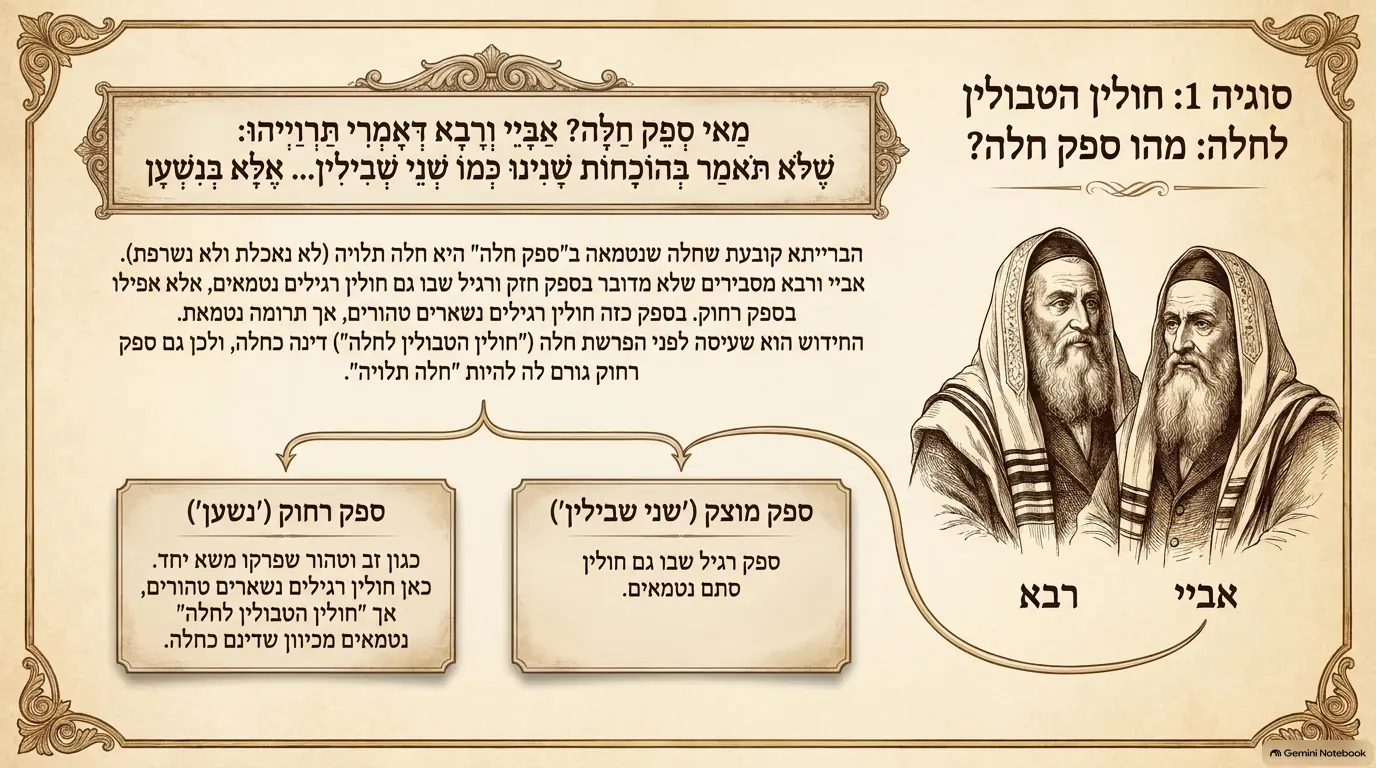 סוגיה 1: חולין הטבולין
לחלה: מהו ספק חלה?
מַאי סְפֵק חַלָּה? אַבָּיֵי וְרָבָא דְּאָמְרִי תַּרְוַיְיהוּ:
שֶׁלֹּא תֹּאמַר בְּהוֹכָחוֹת שָׁנִינוּ כְּמוֹ שְׁנֵי שְׁבִילִין... אֶלָּא בְּנִשְׁעָן
הברייתא קובעת שחלה שנטמאה ב"ספק חלה" היא חלה תלויה (לא נאכלת ולא נשרפת).
אביי ורבא מסבירים שלא מדובר בספק חזק ורגיל שבו גם חולין רגילים נטמאים, אלא אפילו
בספק רחוק. בספק כזה חולין רגילים נשארים טהורים, אך תרומה נטמאת.
החידוש הוא שעיסה לפני הפרשת חלה ("חולין הטבולין לחלה") דינה כחלה, ולכן גם ספק
רחוק גורם לה להיות "חלה תלויה".
ספק מוצק ('שני שבילין')
ספק רגיל שבו גם חולין
סתם נטמאים.
ספק רחוק ('נשען')
כגון זב וטהור שפרקו משא יחד.
כאן חולין רגילים נשארים טהורים,
אך "חולין הטבולין לחלה"
נטמאים מכיוון שדינם כחלה.
אביי
רבא
Gemini Notebook